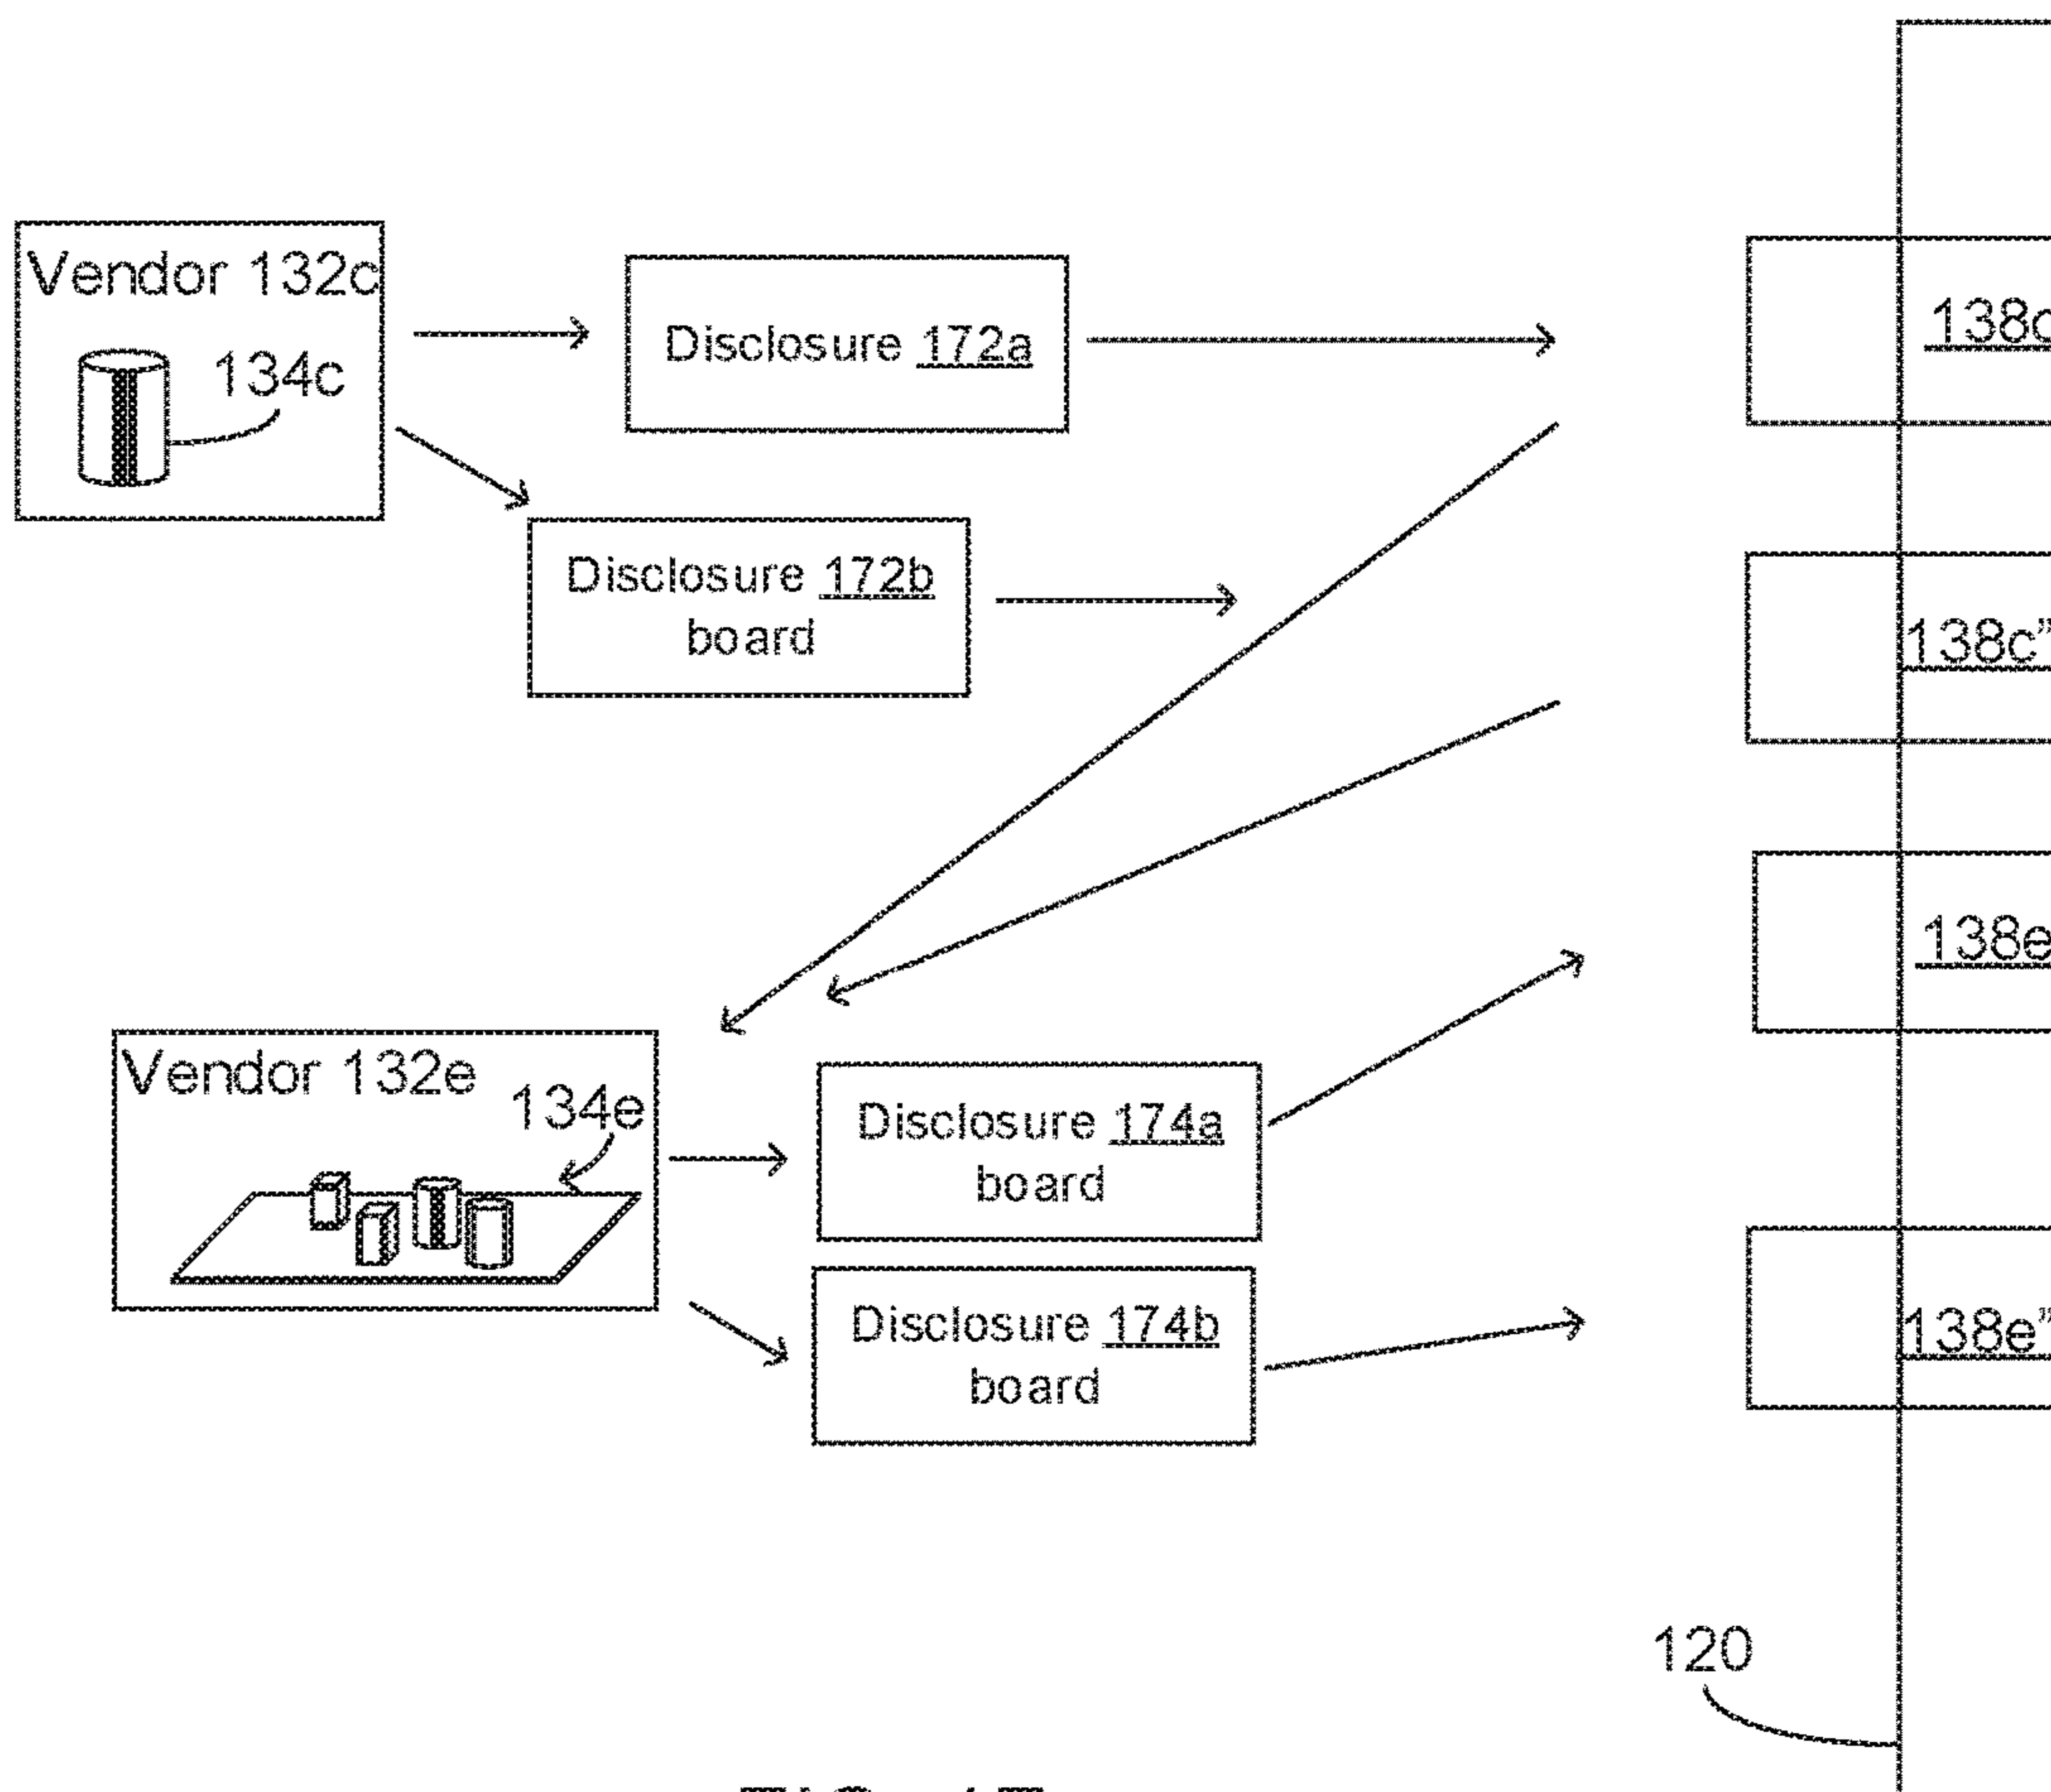 Vendor 132c
134c
Disclosure 172a
Disclosure 172b
board
138c
138c”
138e
Vendor 132e
134e
Disclosure 174a
board
Disclosure 174b
board
138e”
120